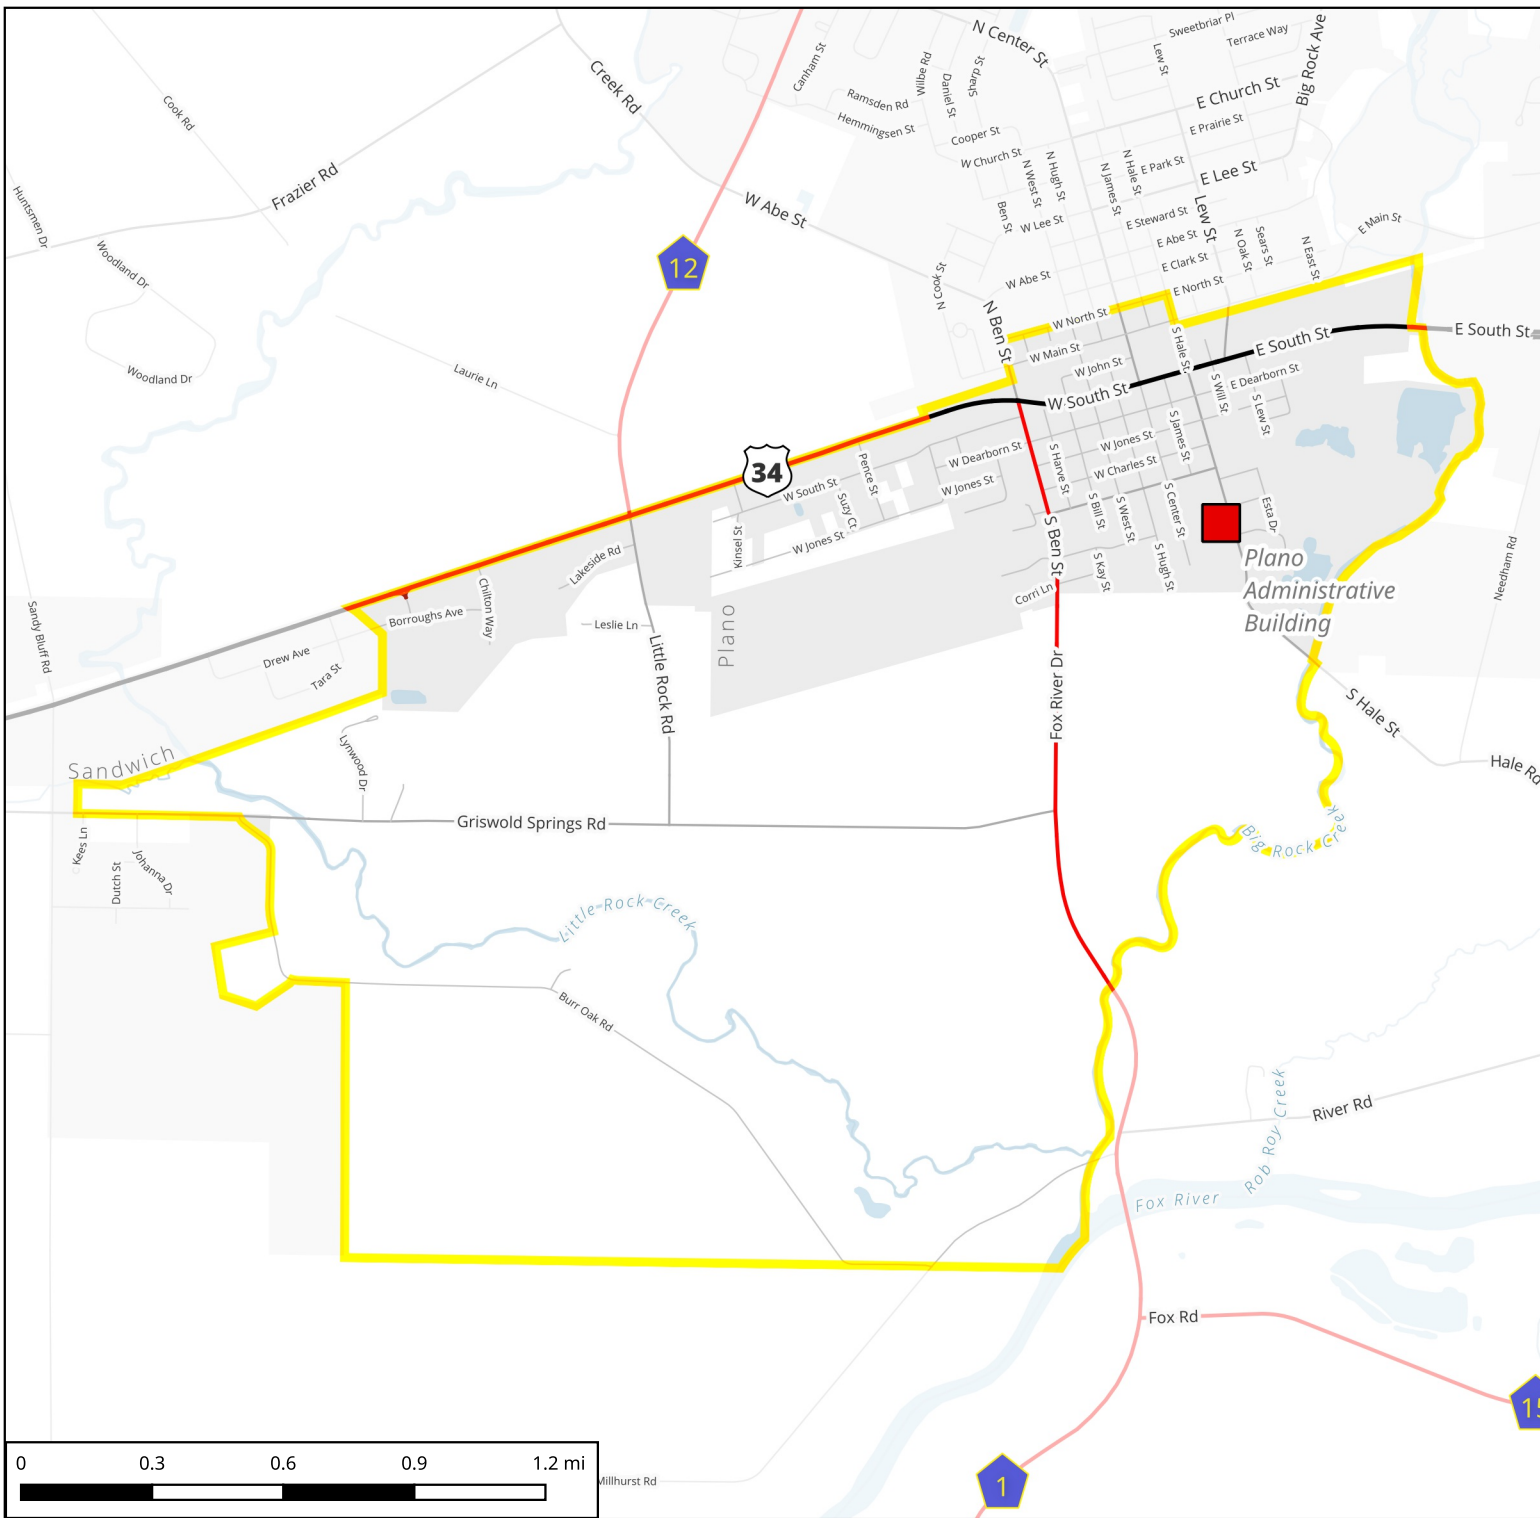 Sweetbriar Pl
N Center St
Terrace Way
Canham St
Wilbe Rd
Sharp St
Lew St
Big Rock Ave
Creek Rd
Daniel St
Ramsden Rd
E Church St
Cook Rd
Hemmingsen St
E Prairie St
Cooper St
W Church St
N Hugh St
N West St
N Hale St
N James St
E Park St
E Lee St
Frazier Rd
Huntsmen Dr
W Abe St
Ben St
W Lee St
E Steward St
Lew St
E Main St
E Abe St
N Oak St
Sears St
N East St
Woodland Dr
12
E Clark St
W Abe St
N Cook St
E North St
W North St
N Ben St
E South St
E South St
W Main St
S Hale St
W John St
Woodland Dr
Laurie Ln
E Dearborn St
S Will St
W South St
S Lew St
S James St
W Jones St
W Dearborn St
S Harve St
34
Pence St
W Charles St
W South St
W Jones St
Suzy Ct
S Bill St
S West St
S Center St
Esta Dr
Kinsel St
W Jones St
S Ben St
S Hugh St
S Kay St
Lakeside Rd
Plano
Administrative
Building
Needham Rd
Corri Ln
Chilton Way
Borroughs Ave
Sandy Bluff Rd
Leslie Ln
Plano
Drew Ave
Tara St
Little Rock Rd
Fox River Dr
S Hale St
Lynwood Dr
Sandwich
Hale Rd
Griswold Springs Rd
Big Rock Creek
Kees Ln
Johanna Dr
Dutch St
Little Rock Creek
Burr Oak Rd
River Rd
Rob Roy Creek
Fox River
Fox Rd
15
1
0 0.3 0.6 0.9 1.2 mi
Millhurst Rd